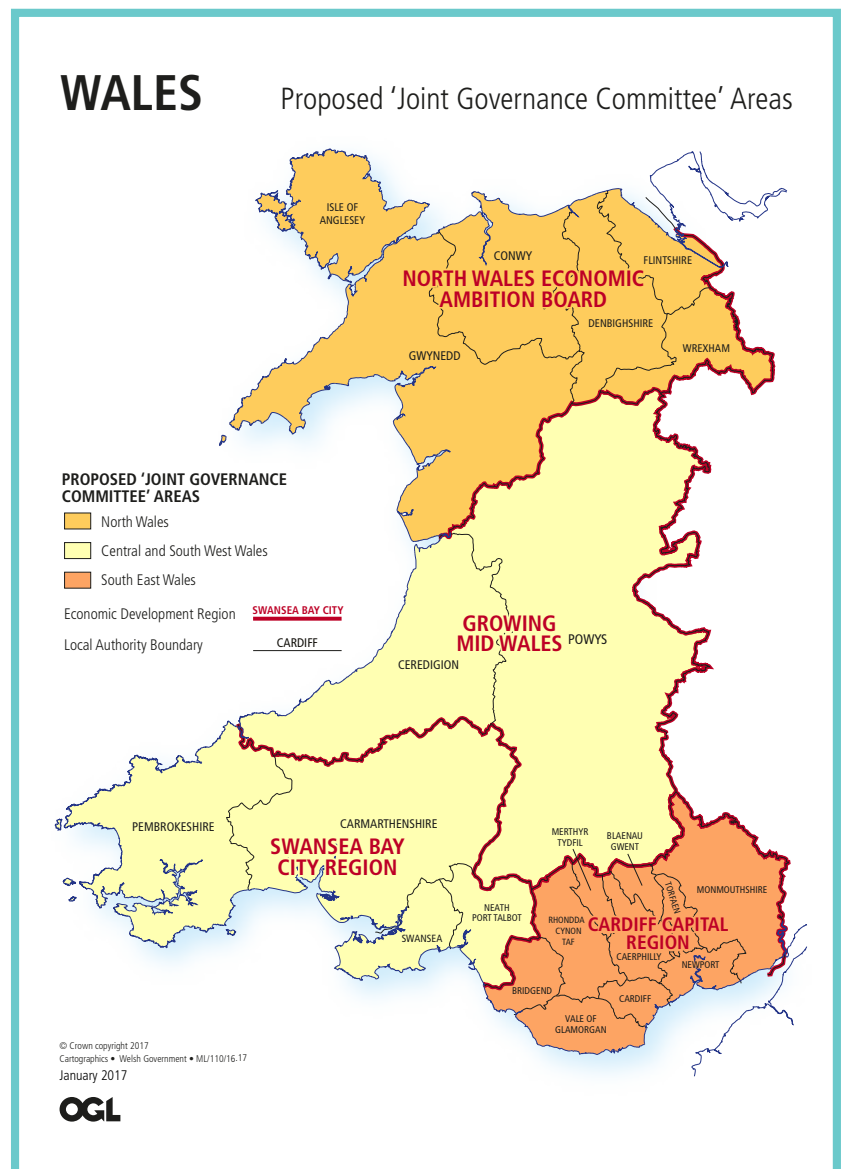 WALES
Proposed ‘Joint Governance Committee’ Areas
ISLE OF
ANGLESEY
CONWY
FLINTSHIRE
NORTH WALES ECONOMIC
AMBITION BOARD
DENBIGHSHIRE
WREXHAM
GWYNEDD
PROPOSED ‘JOINT GOVERNANCE
COMMITTEE’ AREAS
North Wales
Central and South West Wales
South East Wales
Economic Development Region
SWANSEA BAY CITY
Local Authority Boundary
CARDIFF
GROWING
MID WALES
POWYS
CEREDIGION
PEMBROKESHIRE
CARMARTHENSHIRE
SWANSEA BAY
CITY REGION
MERTHYR
TYDFIL
BLAENAU
GWENT
NEATH
PORT TALBOT
SWANSEA
RHONDDA
CYNON
TAF
TORFAEN
MONMOUTHSHIRE
CARDIFF CAPITAL
REGION
CAERPHILLY
NEWPORT
BRIDGEND
CARDIFF
VALE OF
GLAMORGAN
© Crown copyright 2017
Cartographics • Welsh Government • ML/110/16.17
January 2017
OGL